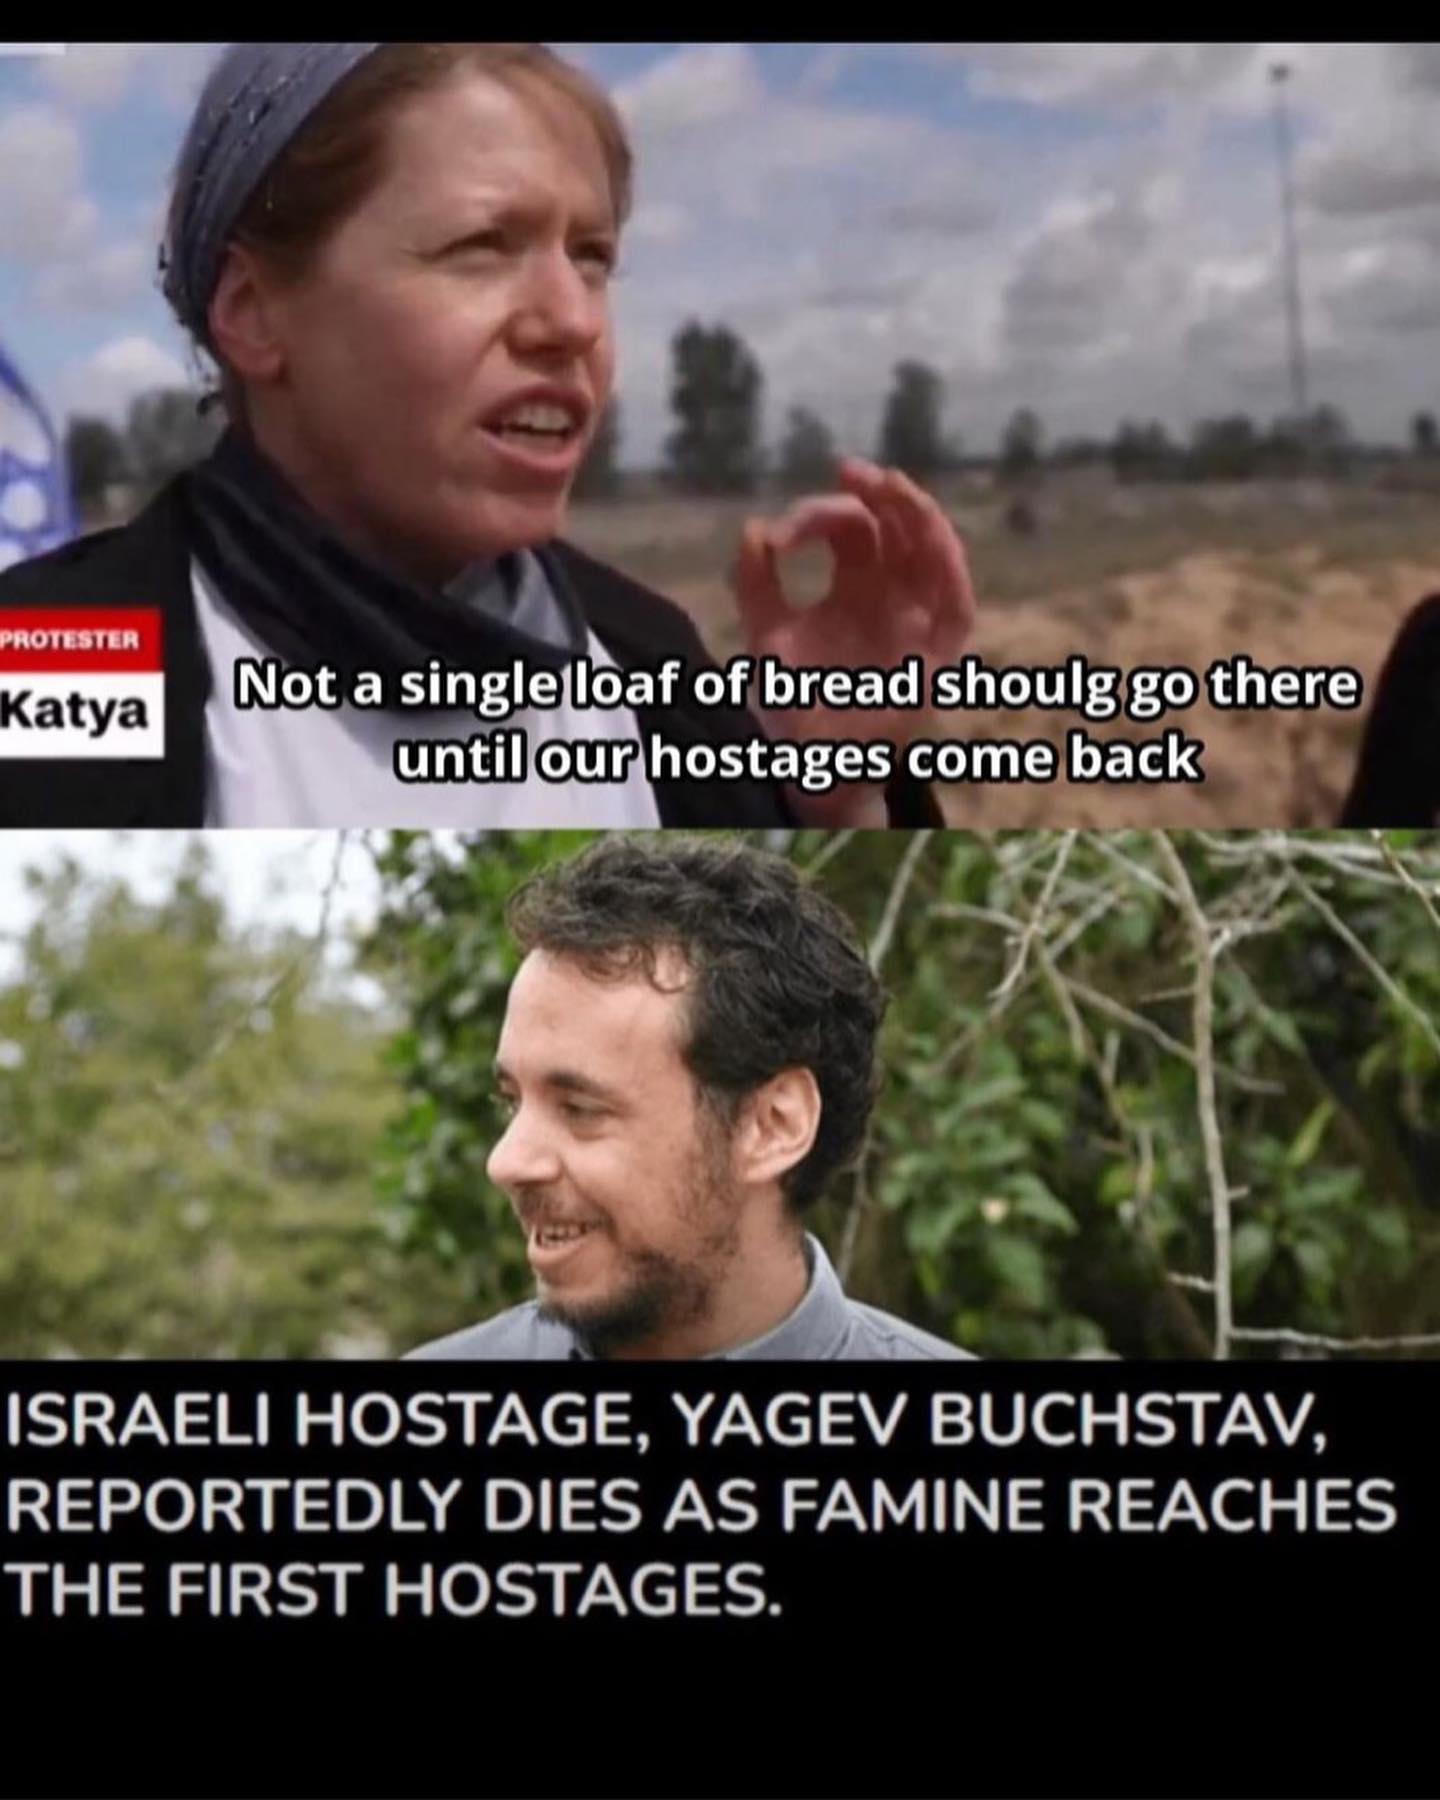 PROTESTER
Katya
Not a single loaf of bread shoulg go there
until our hostages come back
ISRAELI HOSTAGE, YAGEV BUCHSTAV,
REPORTEDLY DIES AS FAMINE REACHES
THE FIRST HOSTAGES.